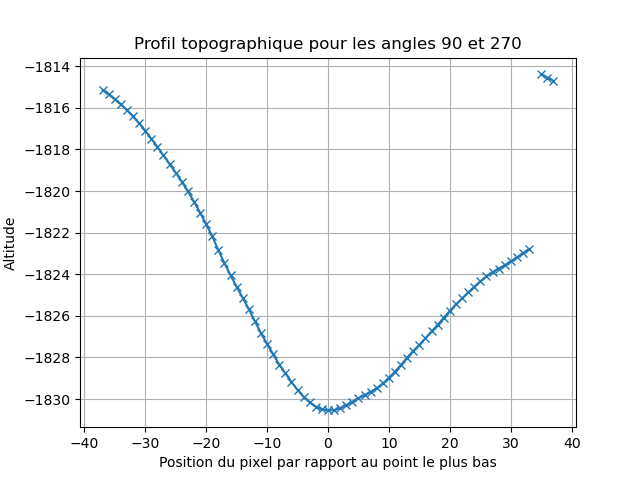 Profil topographique pour les angles 90 et 270
−1814
−1816
−1818
−1820
−1822
−1824
−1826
−1828
−1830
Altitude
−40 −30 −20 −10 0 10 20 30 40
Position du pixel par rapport au point le plus bas